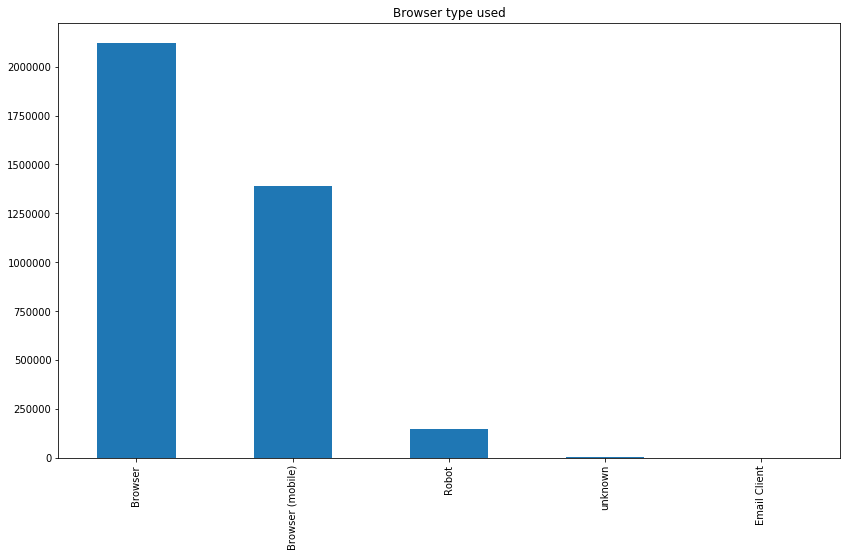 Browser type used
2000000
1750000
1500000
1250000
1000000
750000
500000
250000
0
Browser
Browser (mobile)
Robot
unknown
Email Client